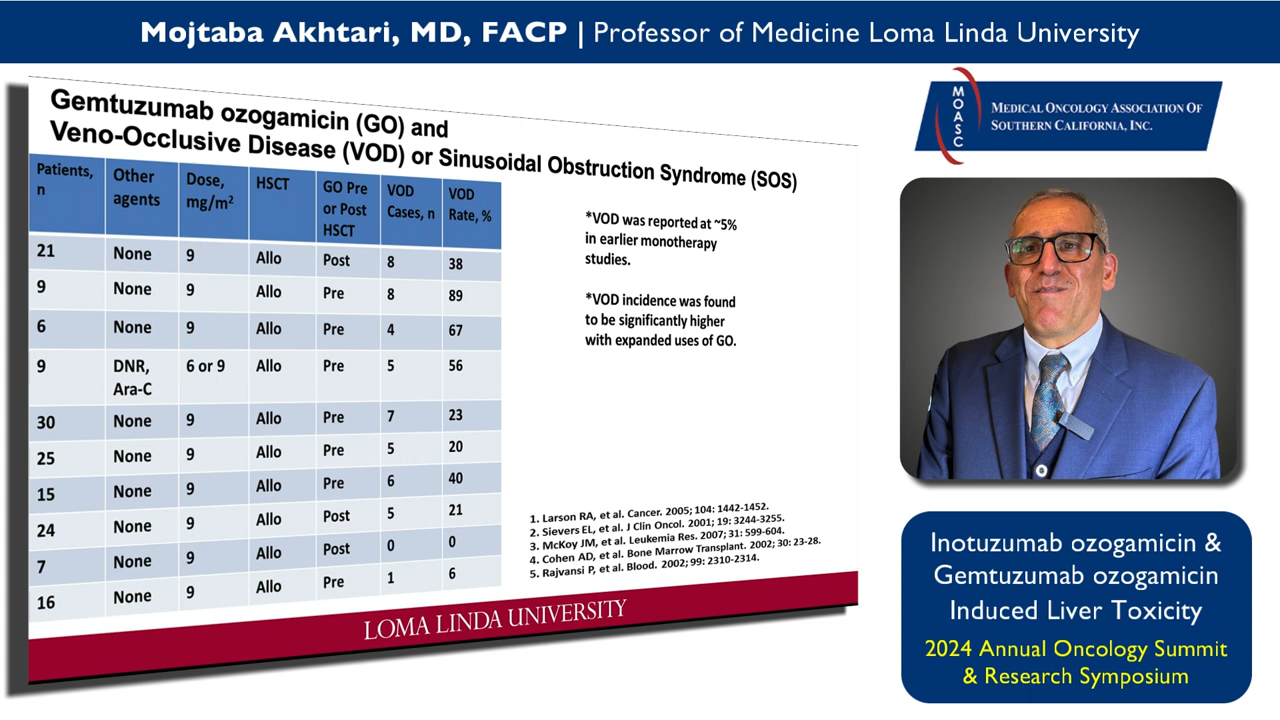 Mojtaba Akhtari, MD, FACP | Professor of Medicine Loma Linda University
Gemtuzumab ozogamicin (GO) and
Veno-Occlusive Disease (VOD) or Sinusoidal Obstruction Syndrome (SOS)
Patients, n | Other agents | Dose, mg/m² | HSCT | GO Pre or Post HSCT | VOD Cases, n | VOD Rate, %
21 | None | 9 | Allo | Post | 8 | 38
9 | None | 9 | Allo | Pre | 8 | 89
6 | None | 9 | Allo | Pre | 4 | 67
9 | DNR, Ara-C | 6 or 9 | Allo | Pre | 5 | 56
30 | None | 9 | Allo | Pre | 7 | 23
25 | None | 9 | Allo | Pre | 5 | 20
15 | None | 9 | Allo | Pre | 6 | 40
24 | None | 9 | Allo | Post | 5 | 21
7 | None | 9 | Allo | Post | 0 | 0
16 | None | 9 | Allo | Pre | 1 | 6
*VOD was reported at ~5%
in earlier monotherapy
studies.
*VOD incidence was found
to be significantly higher
with expanded uses of GO.
1. Larson RA, et al. Cancer. 2005; 104: 1442-1452.
2. Sievers EL, et al. J Clin Oncol. 2001; 19: 3244-3255.
3. McKoy JM, et al. Leukemia Res. 2007; 31: 599-604.
4. Cohen AD, et al. Bone Marrow Transplant. 2002; 30: 23-28.
5. Rajvansi P, et al. Blood. 2002; 99: 2310-2314.
LOMA LINDA UNIVERSITY
MOASC
MEDICAL ONCOLOGY ASSOCIATION OF
SOUTHERN CALIFORNIA, INC.
Inotuzumab ozogamicin &
Gemtuzumab ozogamicin
Induced Liver Toxicity
2024 Annual Oncology Summit
& Research Symposium